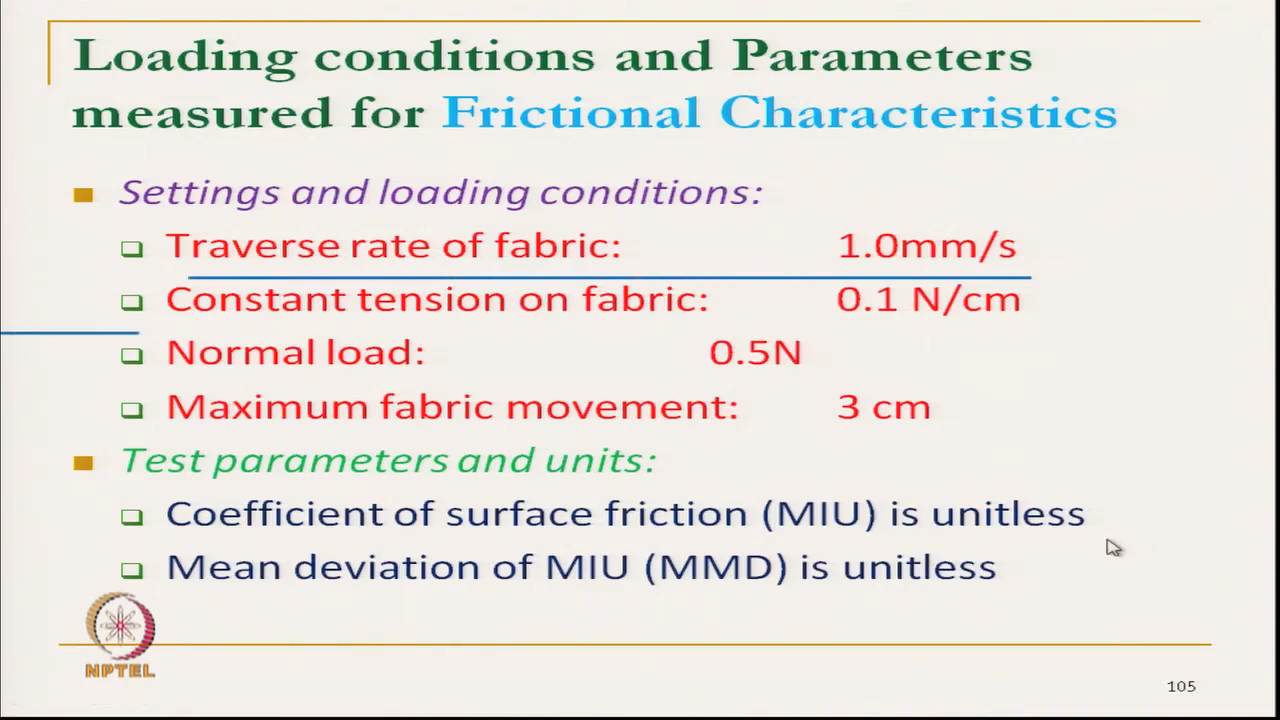 Loading conditions and Parameters
measured for Frictional Characteristics
Settings and loading conditions:
Traverse rate of fabric: 1.0mm/s
Constant tension on fabric: 0.1 N/cm
Normal load: 0.5N
Maximum fabric movement: 3 cm
Test parameters and units:
Coefficient of surface friction (MIU) is unitless
Mean deviation of MIU (MMD) is unitless
NPTEL
105